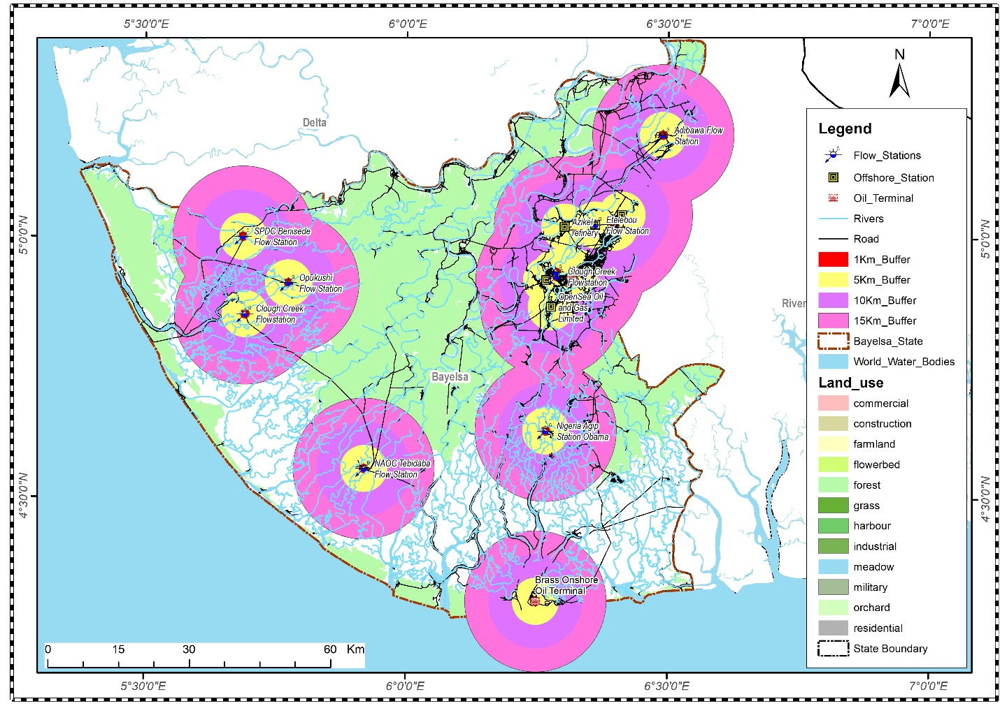 5°30'0"E
6°0'0"E
6°30'0"E
7°0'0"E
N
Delta
Adibawa Flow
Station
SPDC Benisede
Flow Station
Azikel
refinery
Etelebou
Flow Station
5°0'0"N
5°0'0"N
Opukushi
Flow Station
Clough Creek
Flowstation
Clough Creek
Flowstation
OpenSea Oil
and Gas
Limited
River
Bayelsa
Nigeria Agip
Station Obama
NAOC Tebidaba
Flow Station
4°30'0"N
4°30'0"N
Brass Onshore
Oil Terminal
Legend
Flow_Stations
Offshore_Station
Oil_Terminal
Rivers
Road
1Km_Buffer
5Km_Buffer
10Km_Buffer
15Km_Buffer
Bayelsa_State
World_Water_Bodies
Land_use
commercial
construction
farmland
flowerbed
forest
grass
harbour
industrial
meadow
military
orchard
residential
State Boundary
0 15 30 60 Km
5°30'0"E
6°0'0"E
6°30'0"E
7°0'0"E